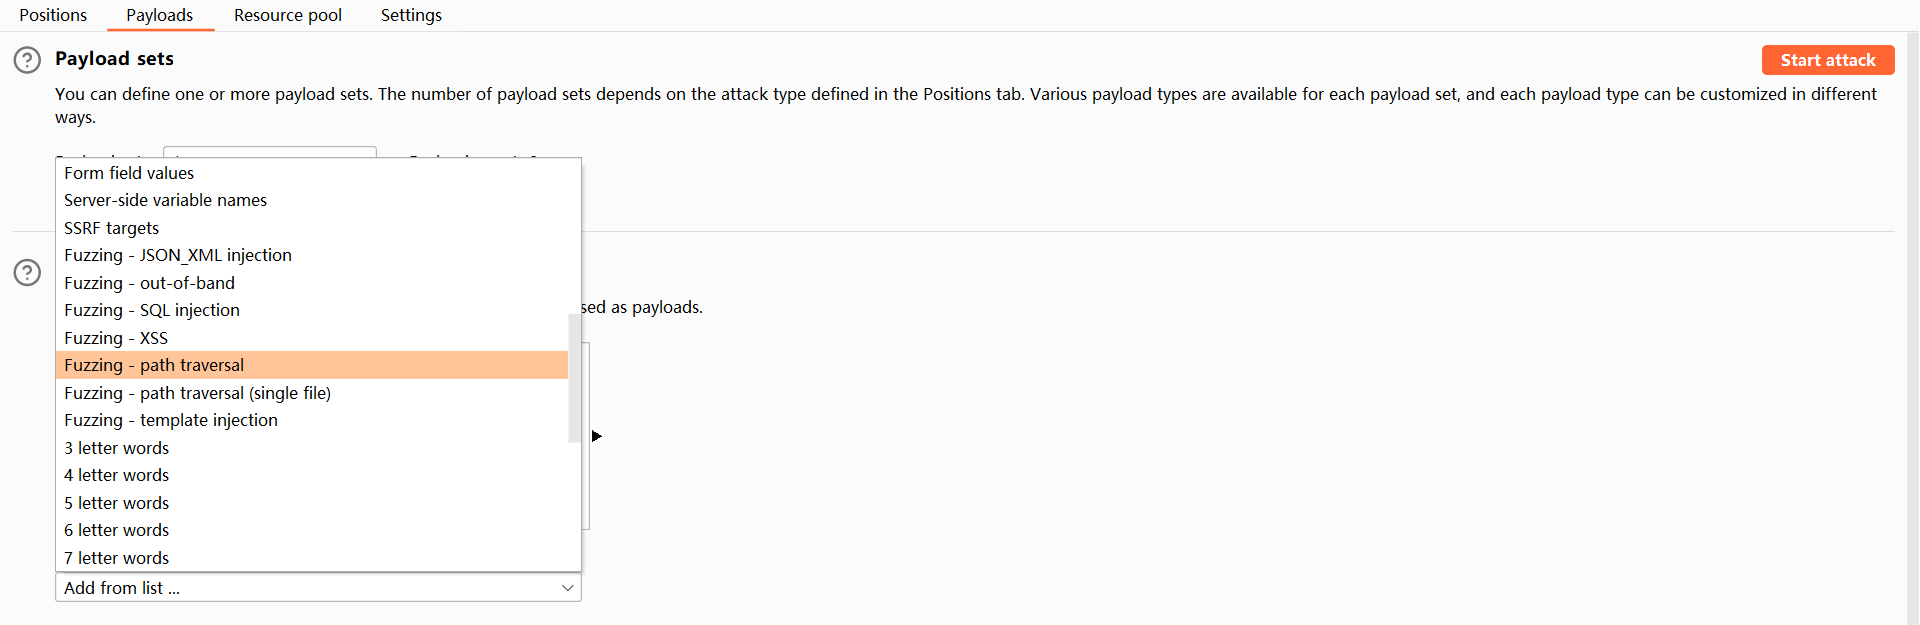 Positions Payloads Resource pool Settings
Payload sets
Start attack
You can define one or more payload sets. The number of payload sets depends on the attack type defined in the Positions tab. Various payload types are available for each payload set, and each payload type can be customized in different
ways.
Form field values
Server-side variable names
SSRF targets
Fuzzing - JSON_XML injection
Fuzzing - out-of-band
Fuzzing - SQL injection
sed as payloads.
Fuzzing - XSS
Fuzzing - path traversal
Fuzzing - path traversal (single file)
Fuzzing - template injection
3 letter words
4 letter words
5 letter words
6 letter words
7 letter words
Add from list ...